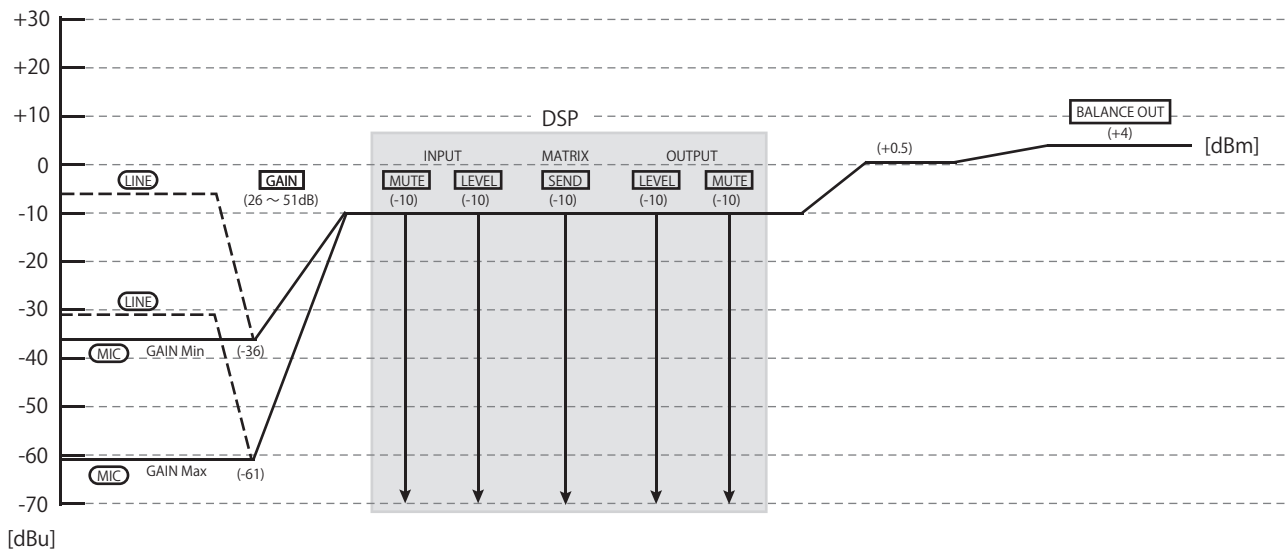 +30
+20
+10
DSP
BALANCE OUT
(+4)
[dBm]
(+0.5)
0
INPUT MATRIX OUTPUT
LINE
GAIN
(26 ～ 51dB)
MUTE LEVEL SEND LEVEL MUTE
(-10) (-10) (-10) (-10) (-10)
-10
-20
-30
LINE
MIC GAIN Min (-36)
-40
-50
-60
MIC GAIN Max (-61)
-70
[dBu]